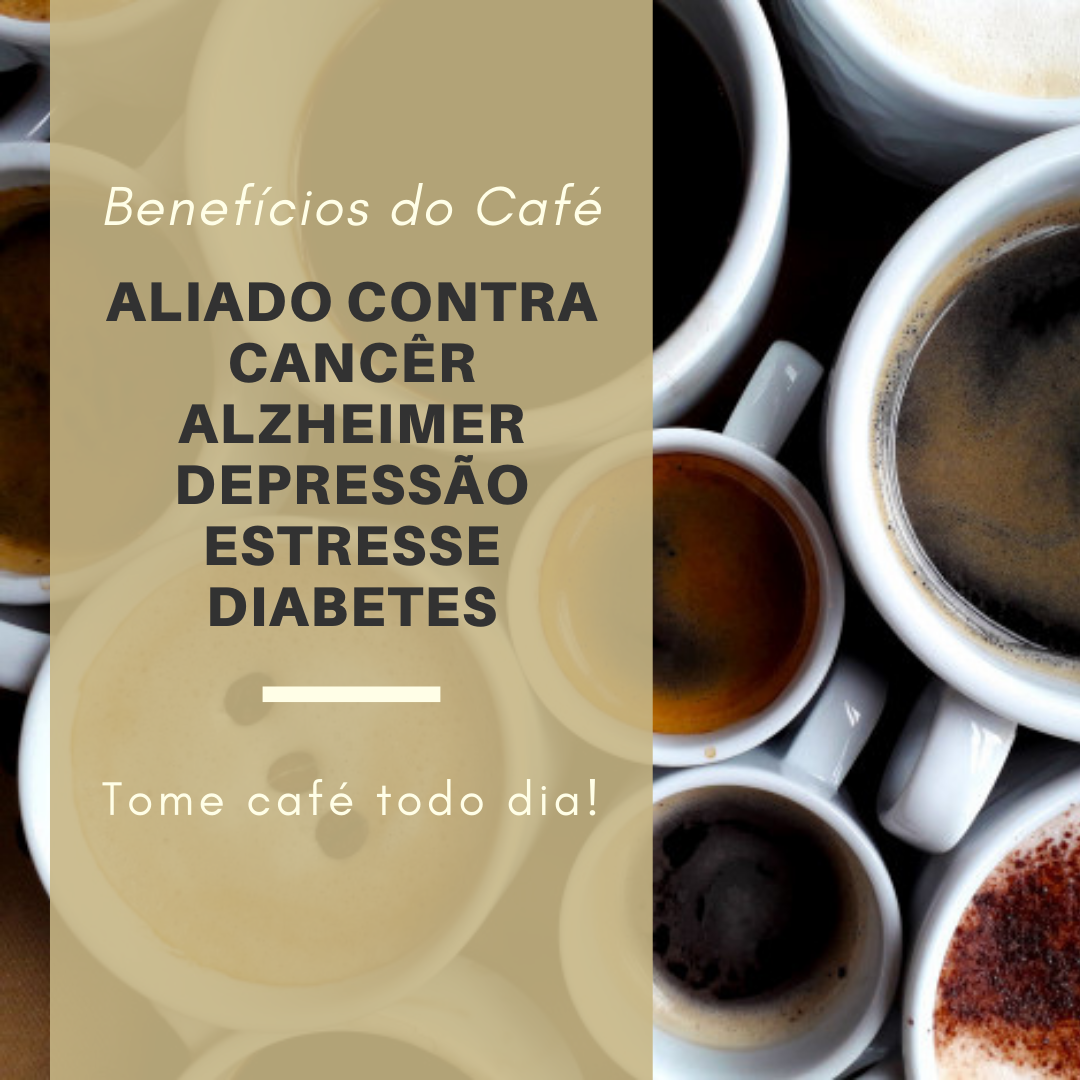 Benefícios do Café
ALIADO CONTRA
CANCÊR
ALZHEIMER
DEPRESSÃO
ESTRESSE
DIABETES
Tome café todo dia!